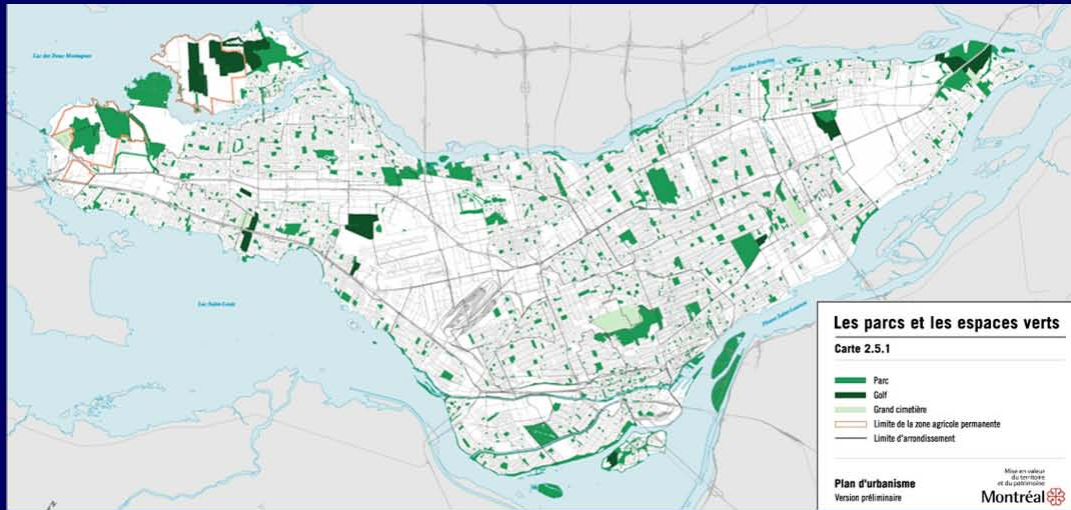 Lac des Deux Montagnes
Rivière des Prairies
Lac Saint-Louis
Fleuve Saint-Laurent
Les parcs et les espaces verts
Carte 2.5.1
Parc
Golf
Grand cimetière
Limite de la zone agricole permanente
Limite d'arrondissement
Plan d'urbanisme
Version préliminaire
Mise en valeur
du territoire
et du patrimoine
Montréal